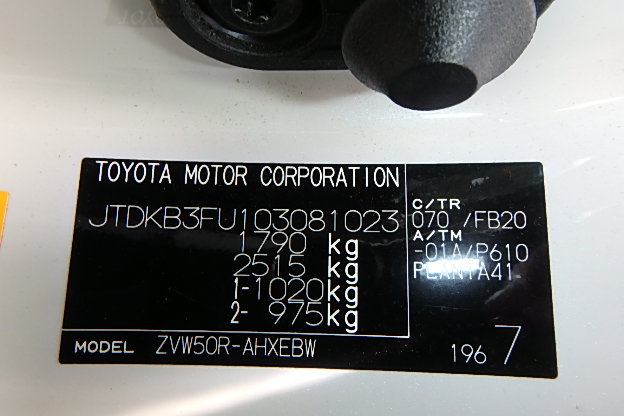 TOYOTA MOTOR CORPORATION
JTDKB3FU103081023
1790 kg
2515 kg
1-1020kg
2- 975kg
C/TR
070 /FB20
A/TM
-01A/P610
PLANTA41
MODEL ZVW50R-AHXEBW
196 7